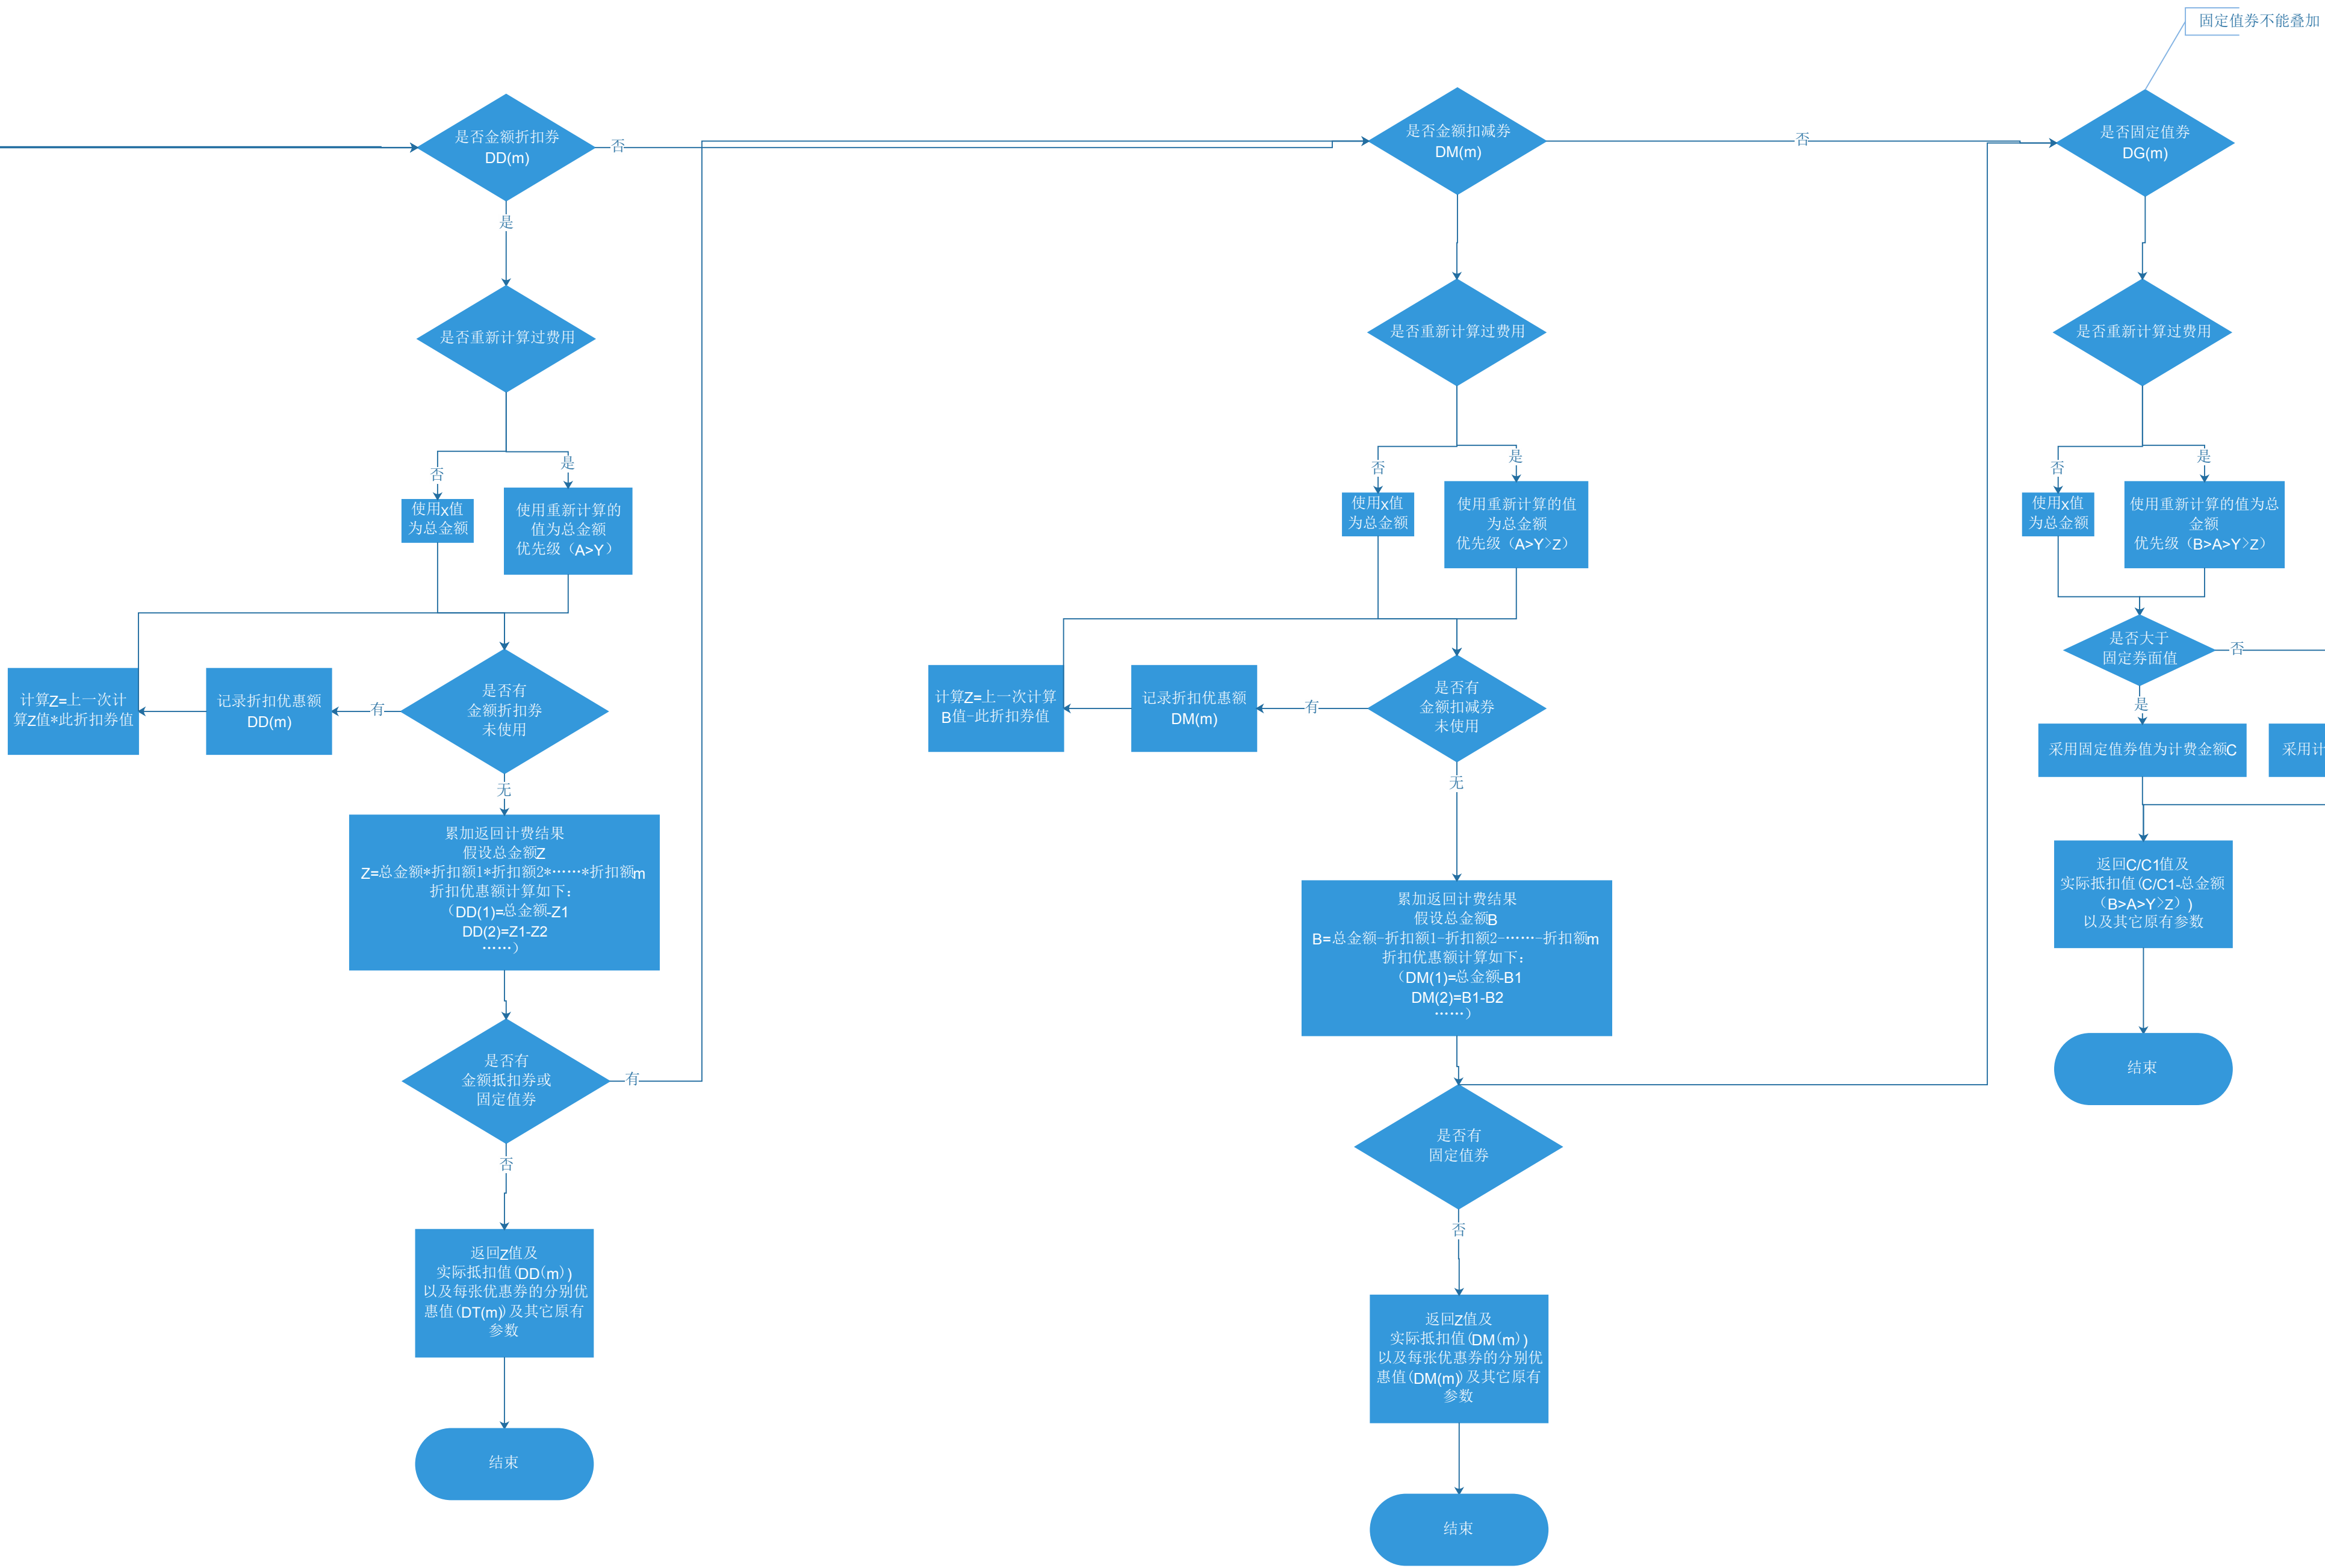 固定值券不能叠加
是否金额折扣券
DD(m)
否
是
是否重新计算过费用
否
是
使用X值
为总金额
使用重新计算的
值为总金额
优先级（A>Y）
是否有
金额折扣券
未使用
有
记录折扣优惠额
DD(m)
计算Z=上一次计
算Z值*此折扣券值
无
累加返回计费结果
假设总金额Z
Z=总金额*折扣额1*折扣额2*……*折扣额m
折扣优惠额计算如下：
（DD(1)=总金额-Z1
DD(2)=Z1-Z2
……）
是否有
金额抵扣券或
固定值券
有
否
返回Z值及
实际抵扣值(DD(m))
以及每张优惠券的分别优
惠值(DT(m))及其它原有
参数
结束
是否金额扣减券
DM(m)
否
是否重新计算过费用
否
是
使用X值
为总金额
使用重新计算的值
为总金额
优先级（A>Y>Z）
是否有
金额扣减券
未使用
有
记录折扣优惠额
DM(m)
计算Z=上一次计算
B值-此折扣券值
无
累加返回计费结果
假设总金额B
B=总金额-折扣额1-折扣额2-……-折扣额m
折扣优惠额计算如下：
（DM(1)=总金额-B1
DM(2)=B1-B2
……）
是否有
固定值券
否
返回Z值及
实际抵扣值(DM(m))
以及每张优惠券的分别优
惠值(DM(m))及其它原有
参数
结束
是否固定值券
DG(m)
是否重新计算过费用
否
是
使用X值
为总金额
使用重新计算的值为总
金额
优先级（B>A>Y>Z）
是否大于
固定券面值
否
是
采用固定值券值为计费金额C
采用计
返回C/C1值及
实际抵扣值(C/C1-总金额
（B>A>Y>Z）)
以及其它原有参数
结束